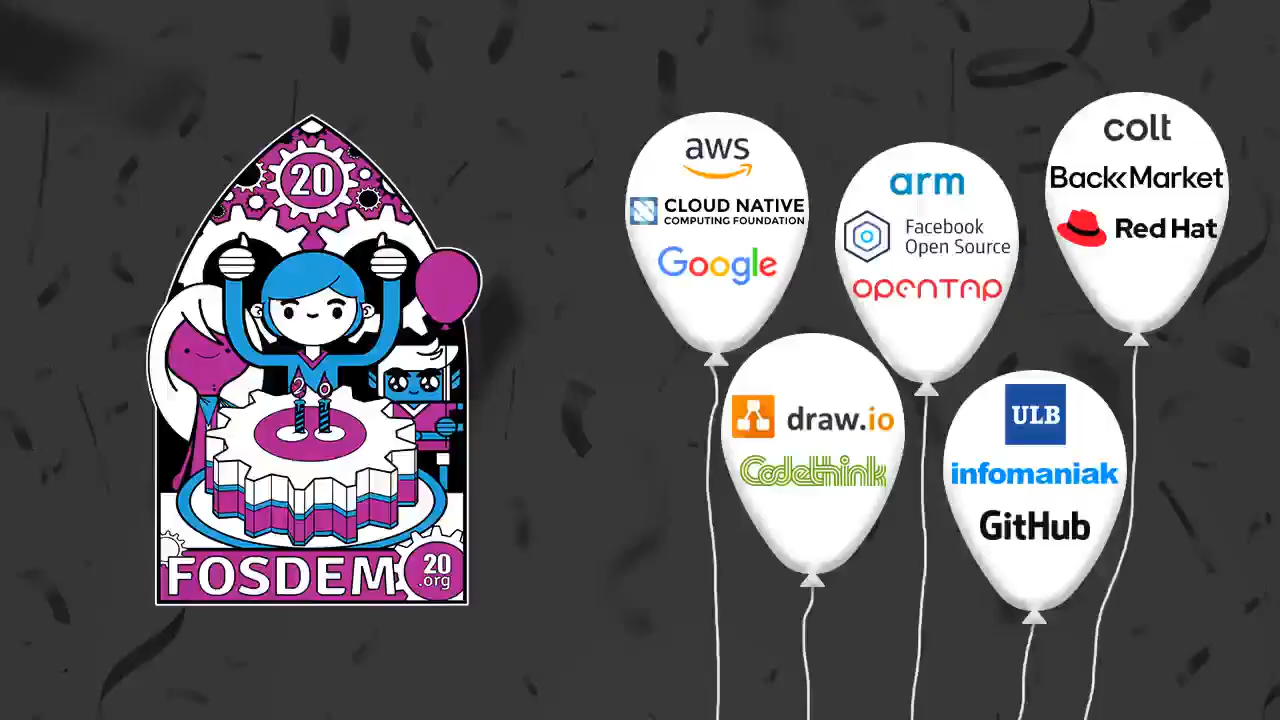 20
20
FOSDEM
20
.org
aws
CLOUD NATIVE
COMPUTING FOUNDATION
Google
arm
Facebook
Open Source
OPENTAP
colt
BackMarket
Red Hat
draw.io
Codethink
ULB
infomaniak
GitHub